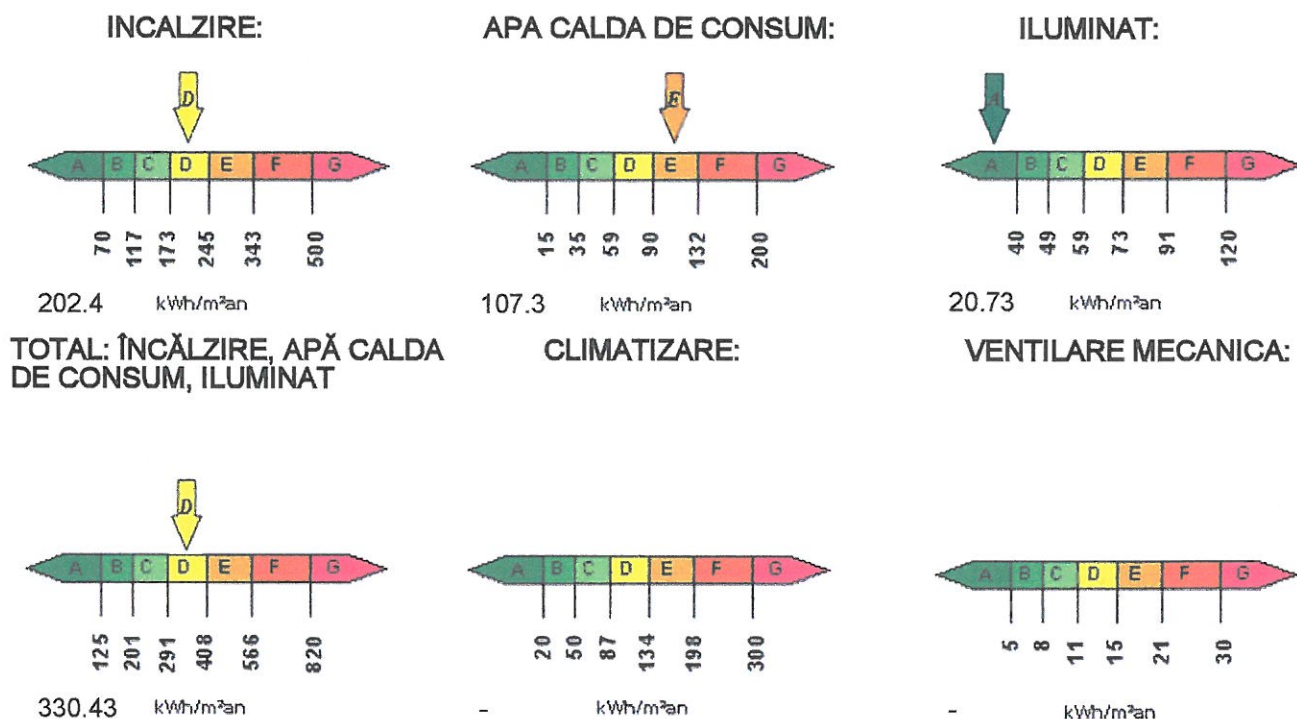 INCALZIRE:
D
A B C D E F G
70 117 173 245 343 500
202.4 kWh/m²an
APA CALDA DE CONSUM:
E
A B C D E F G
15 35 59 90 132 200
107.3 kWh/m²an
ILUMINAT:
A
A B C D E F G
40 49 59 73 91 120
20.73 kWh/m²an
TOTAL: ÎNCĂLZIRE, APĂ CALDA
DE CONSUM, ILUMINAT
D
A B C D E F G
125 201 291 408 566 820
330.43 kWh/m²an
CLIMATIZARE:
A B C D E F G
20 50 87 134 198 300
- kWh/m²an
VENTILARE MECANICA:
A B C D E F G
5 8 11 15 21 30
- kWh/m²an